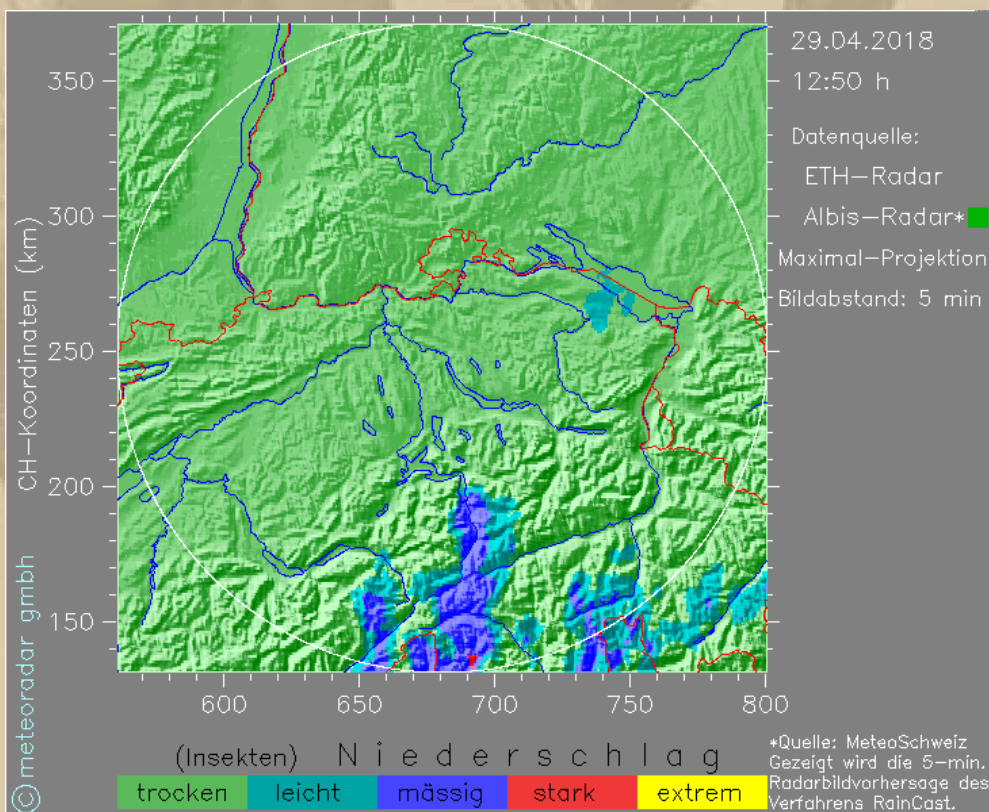 29.04.2018
12:50 h
Datenquelle:
ETH-Radar
Albis-Radar*
Maximal-Projektion
Bildabstand: 5 min
CH-Koordinaten (km)
350
300
250
200
150
600
650
700
750
800
© meteoradar gmbh
(Insekten) Niederschlag
trocken leicht mässig stark extrem
*Quelle: MeteoSchweiz
Gezeigt wird die 5-min.
Radarbildvorhersage des
Verfahrens RainCast.